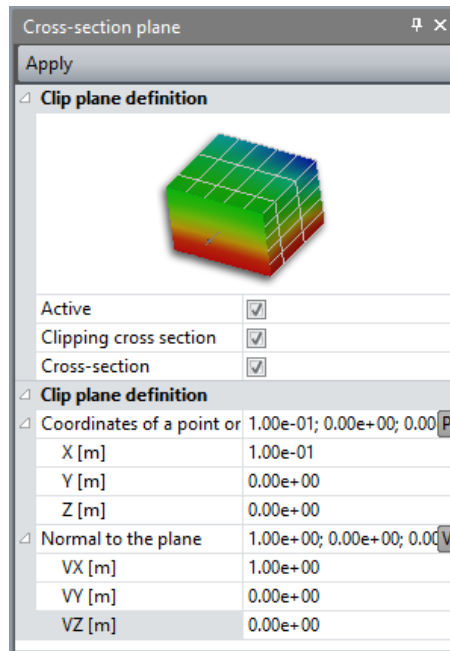 Cross-section plane
Apply
Clip plane definition
Active
Clipping cross section
Cross-section
Clip plane definition
Coordinates of a point or 1.00e-01; 0.00e+00; 0.00 P
X [m] 1.00e-01
Y [m] 0.00e+00
Z [m] 0.00e+00
Normal to the plane 1.00e+00; 0.00e+00; 0.00 V
VX [m] 1.00e+00
VY [m] 0.00e+00
VZ [m] 0.00e+00